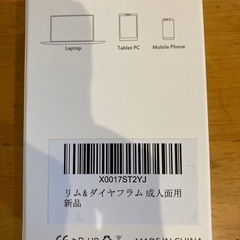 Laptop
Tablet PC
Mobile Phone
X0017ST2YJ
リム&ダイヤフラム 成人面用
新品
MADE IN CHINA